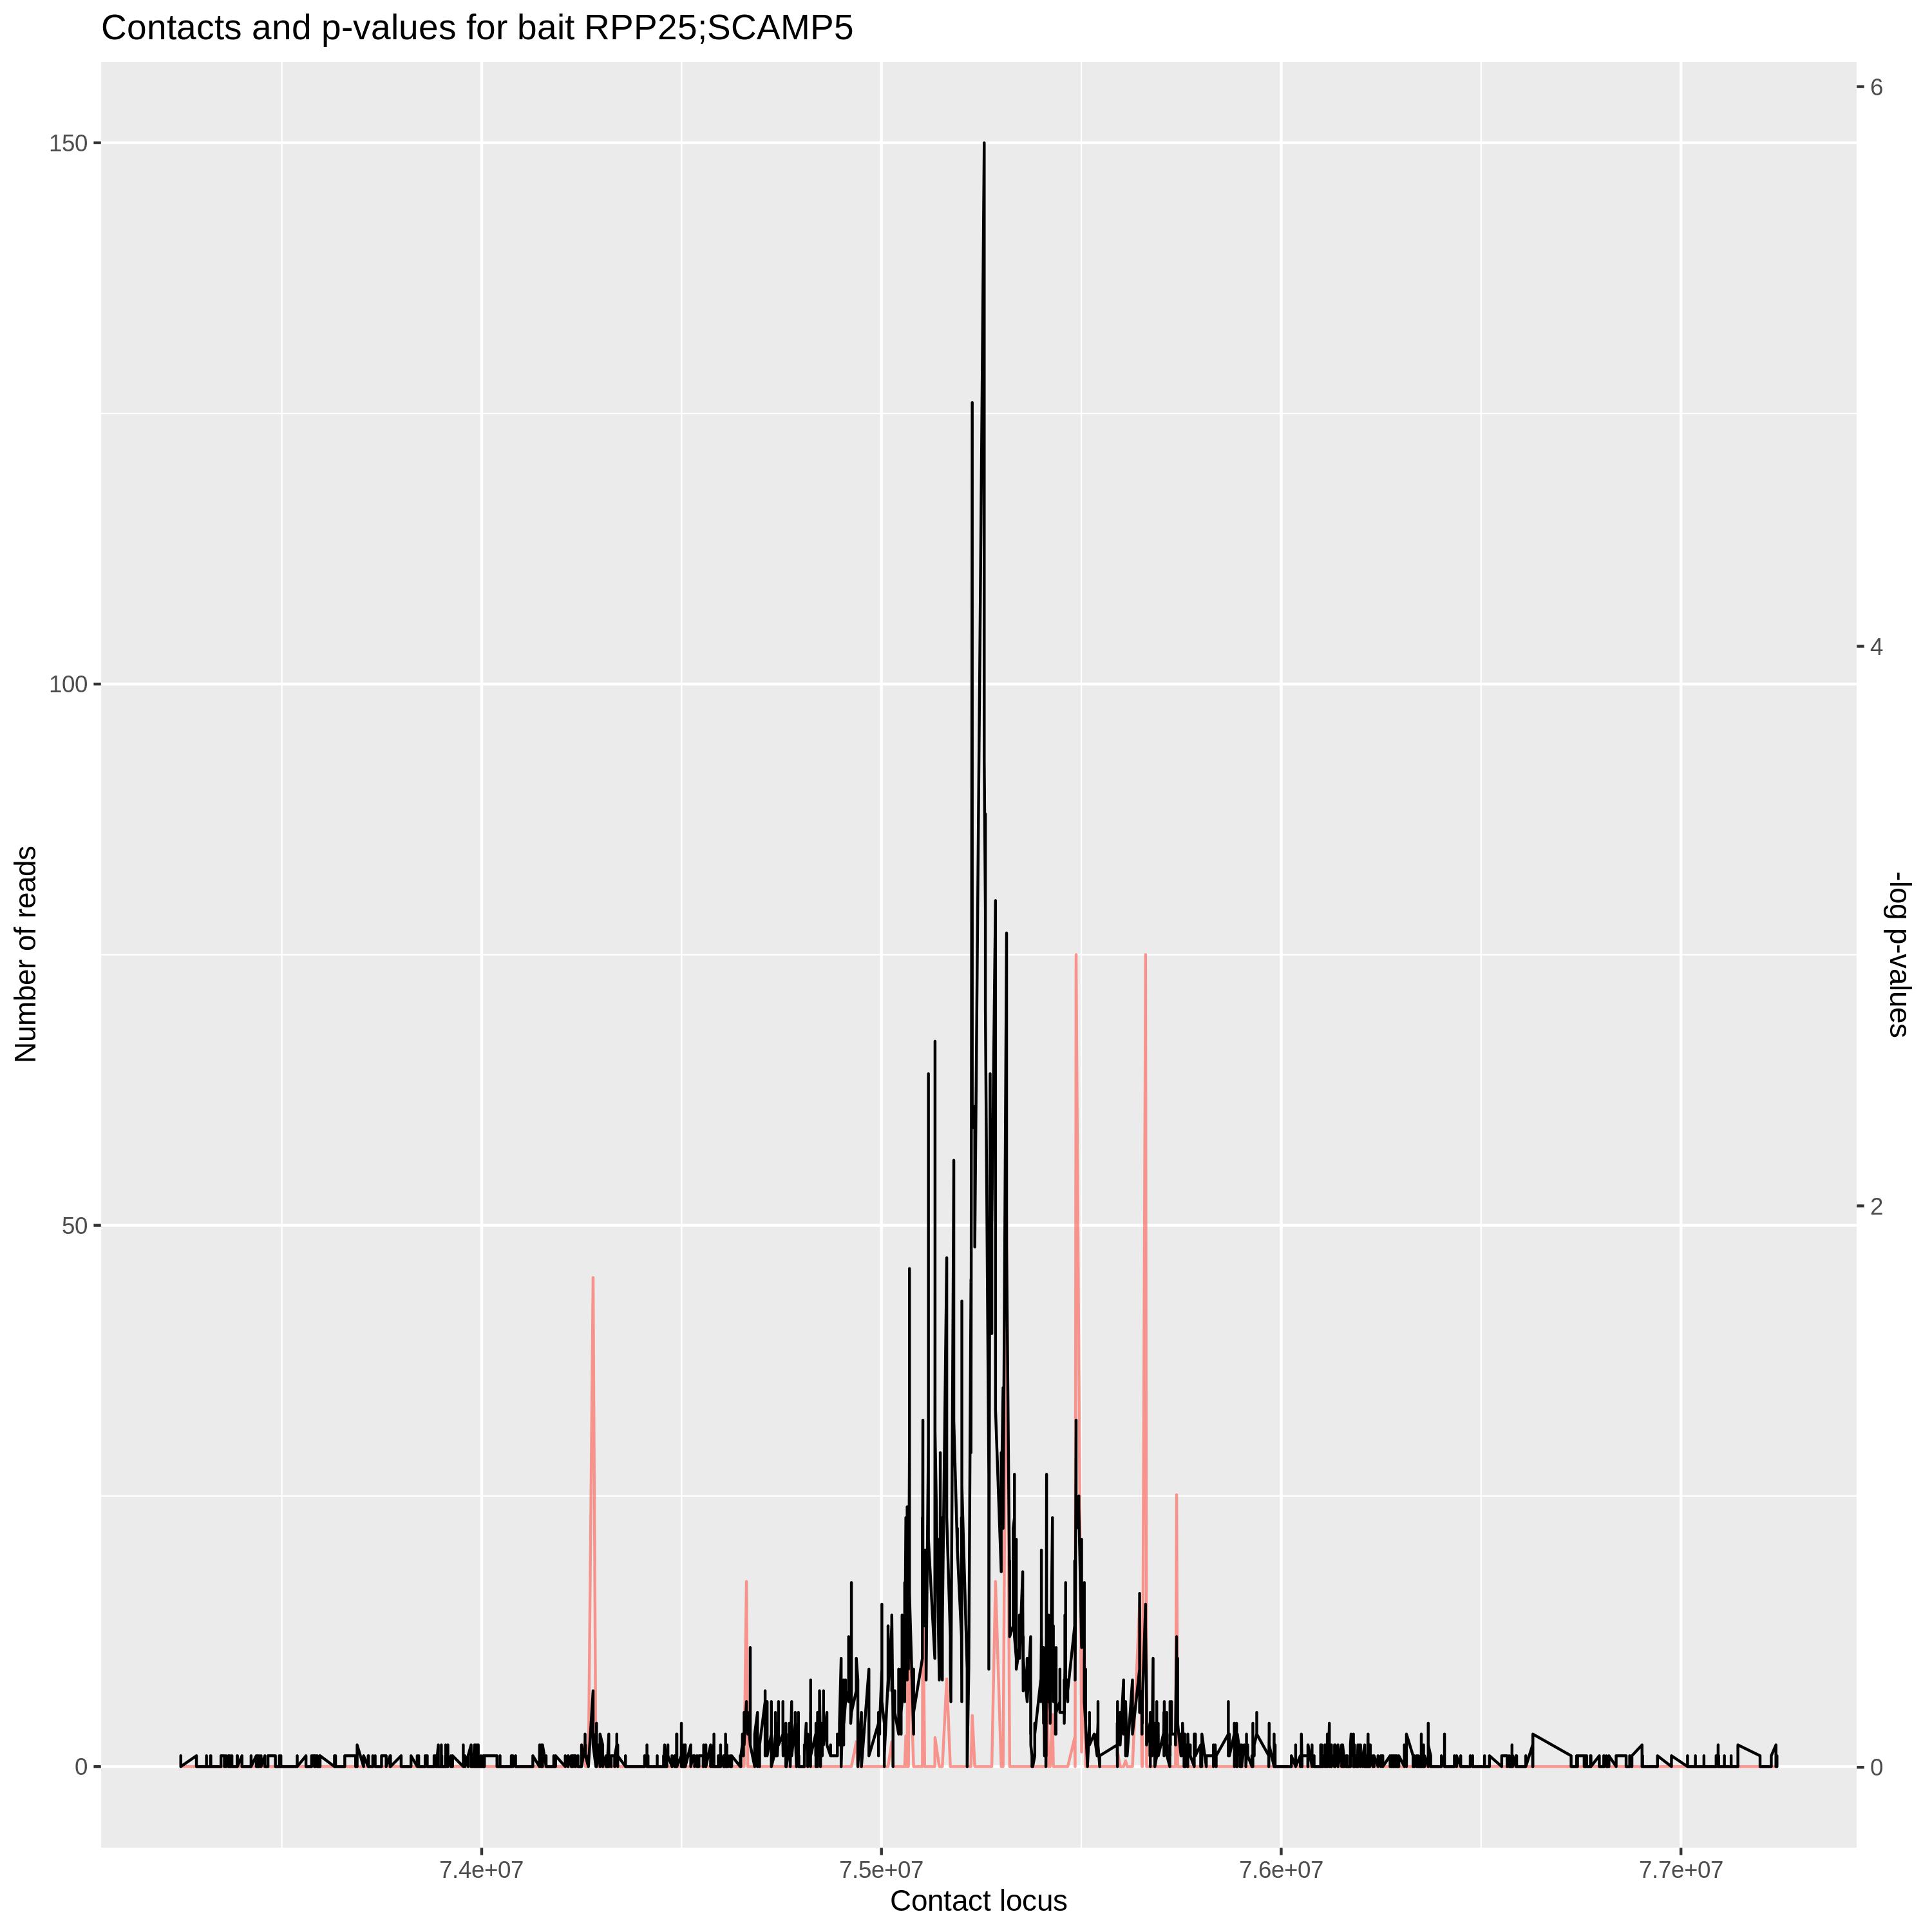 Contacts and p-values for bait RPP25;SCAMP5
150
100
50
0
Number of reads
6
4
2
0
-log p-values
7.4e+07 7.5e+07 7.6e+07 7.7e+07
Contact locus